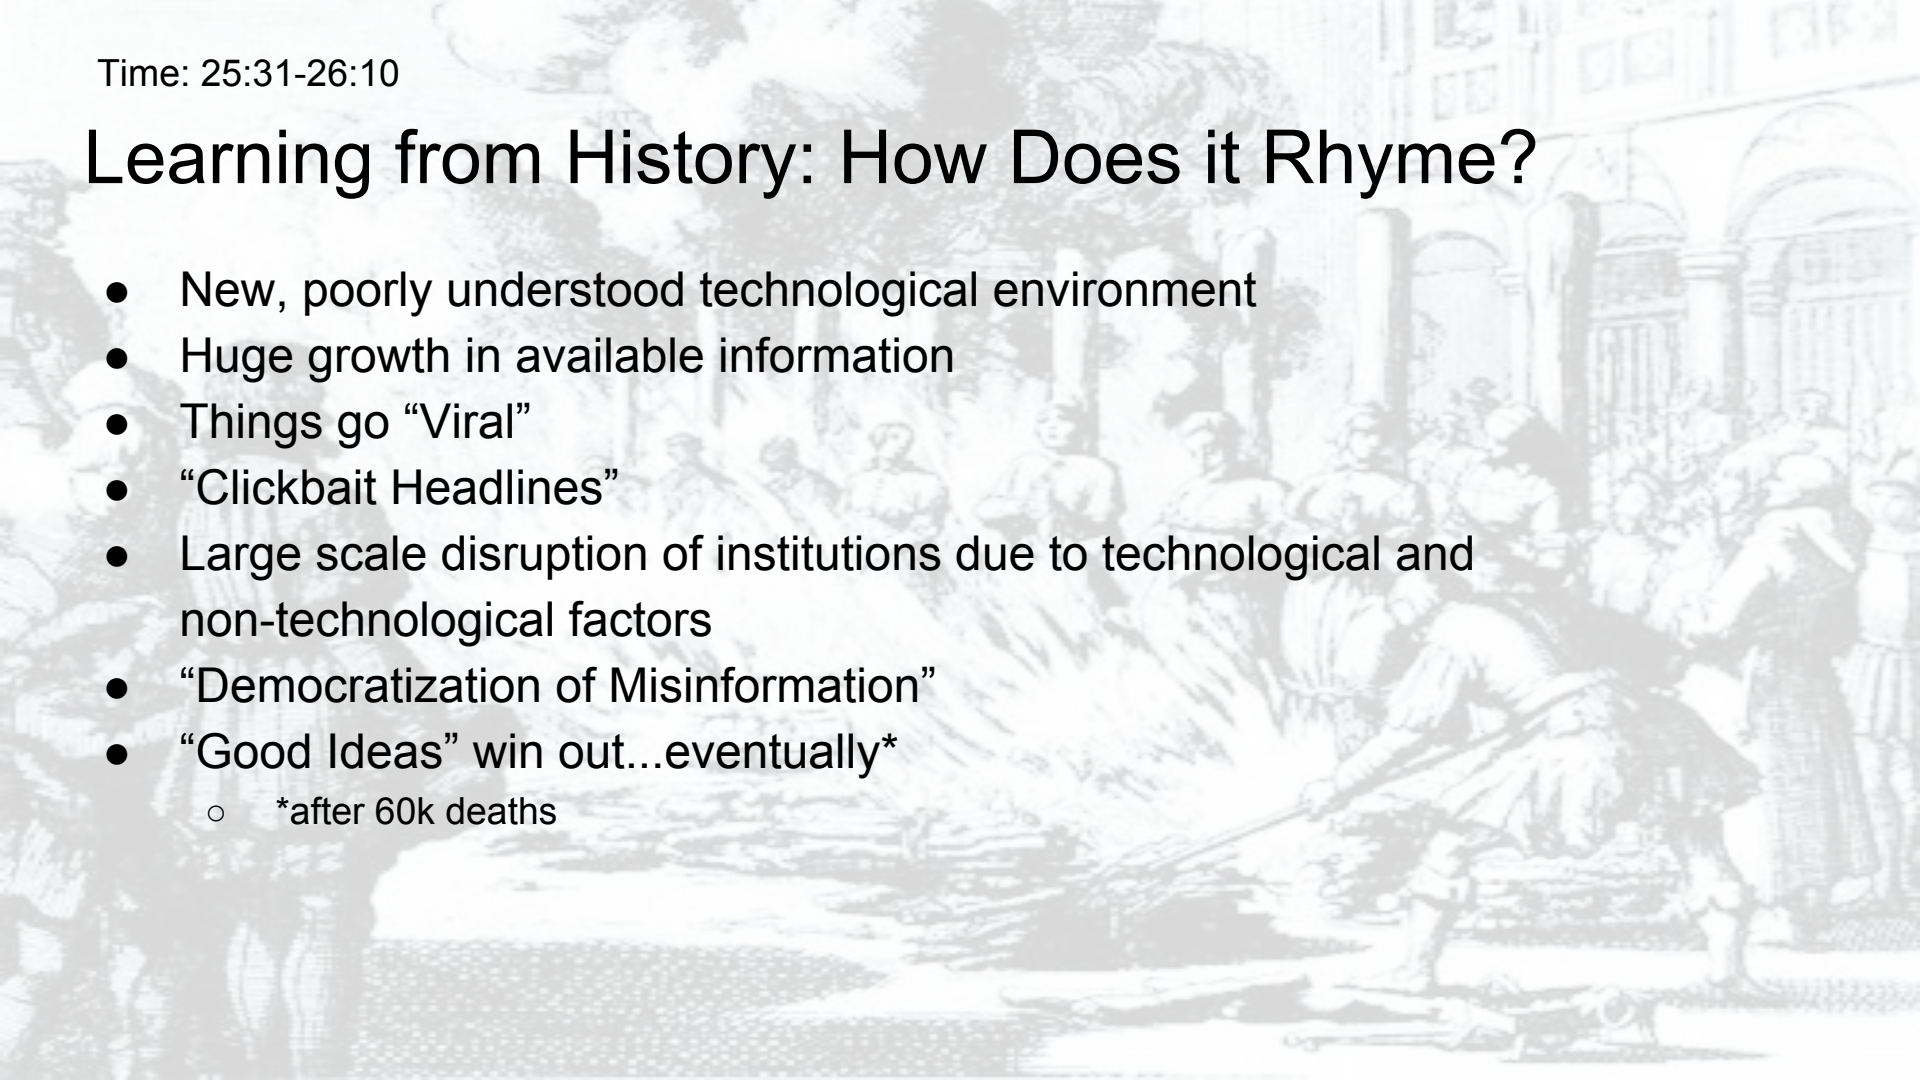 Time: 25:31-26:10
Learning from History: How Does it Rhyme?
● New, poorly understood technological environment
● Huge growth in available information
● Things go “Viral”
● “Clickbait Headlines”
● Large scale disruption of institutions due to technological and
non-technological factors
● “Democratization of Misinformation”
● “Good Ideas” win out...eventually*
○ *after 60k deaths